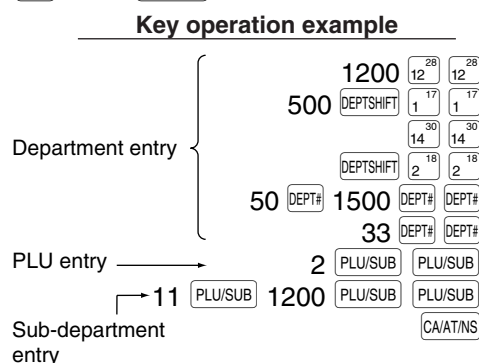 Key operation example
1200 12 28 12 28
500 DEPTSHIFT 1 17 1 17
14 30 14 30
Department entry
DEPTSHIFT 2 18 2 18
50 DEPT# 1500 DEPT# DEPT#
33 DEPT# DEPT#
PLU entry 2 PLU/SUB PLU/SUB
11 PLU/SUB 1200 PLU/SUB PLU/SUB
Sub-department CA/AT/NS
entry